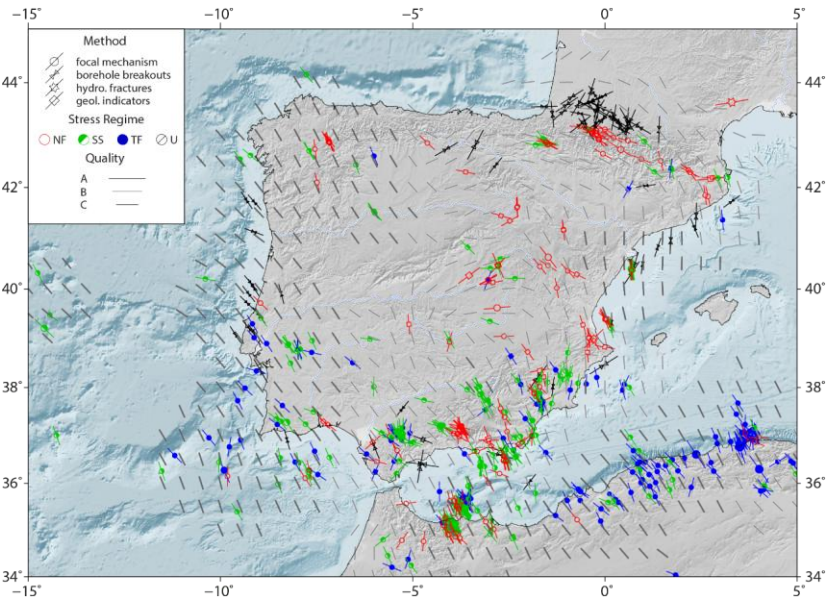 −15° −10° −5° 0° 5°
Method
focal mechanism
borehole breakouts
hydro. fractures
geol. indicators
Stress Regime
NF SS TF U
Quality
A
B
C
44° 44°
42° 42°
40° 40°
38° 38°
36° 36°
34° 34°
−15° −10° −5° 0° 5°